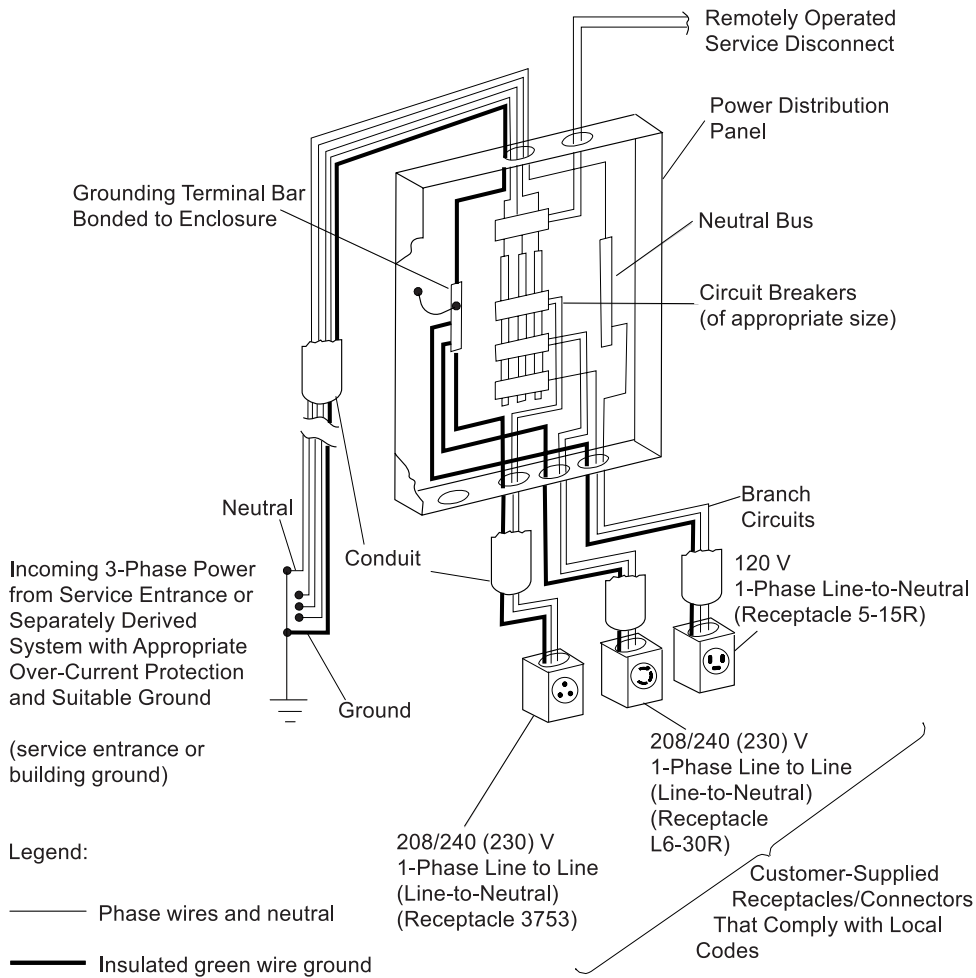 Remotely Operated
Service Disconnect
Power Distribution
Panel
Grounding Terminal Bar
Bonded to Enclosure
Neutral Bus
Circuit Breakers
(of appropriate size)
Neutral
Conduit
Branch
Circuits
Incoming 3-Phase Power
from Service Entrance or
Separately Derived
System with Appropriate
Over-Current Protection
and Suitable Ground
(service entrance or
building ground)
Ground
120 V
1-Phase Line-to-Neutral
(Receptacle 5-15R)
208/240 (230) V
1-Phase Line to Line
(Line-to-Neutral)
(Receptacle
L6-30R)
208/240 (230) V
1-Phase Line to Line
(Line-to-Neutral)
(Receptacle 3753)
Customer-Supplied
Receptacles/Connectors
That Comply with Local
Codes
Legend:
Phase wires and neutral
Insulated green wire ground